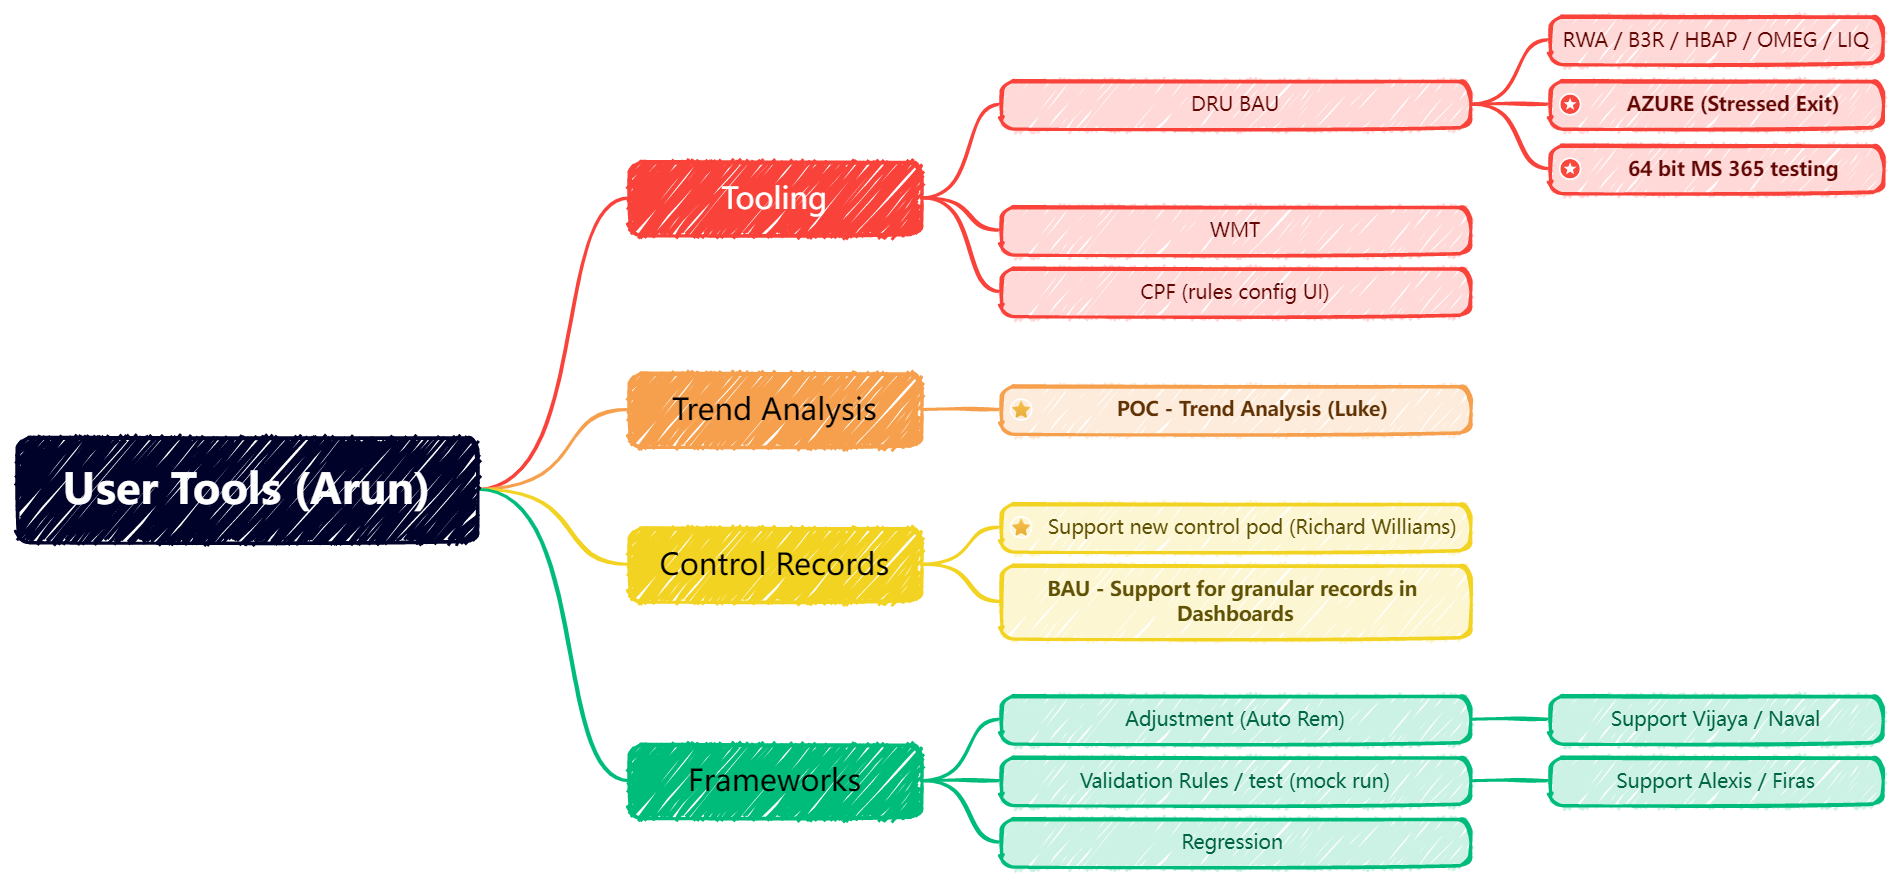 User Tools (Arun)
Tooling
DRU BAU
RWA / B3R / HBAP / OMEG / LIQ
AZURE (Stressed Exit)
64 bit MS 365 testing
WMT
CPF (rules config UI)
Trend Analysis
POC - Trend Analysis (Luke)
Control Records
Support new control pod (Richard Williams)
BAU - Support for granular records in
Dashboards
Frameworks
Adjustment (Auto Rem)
Support Vijaya / Naval
Validation Rules / test (mock run)
Support Alexis / Firas
Regression